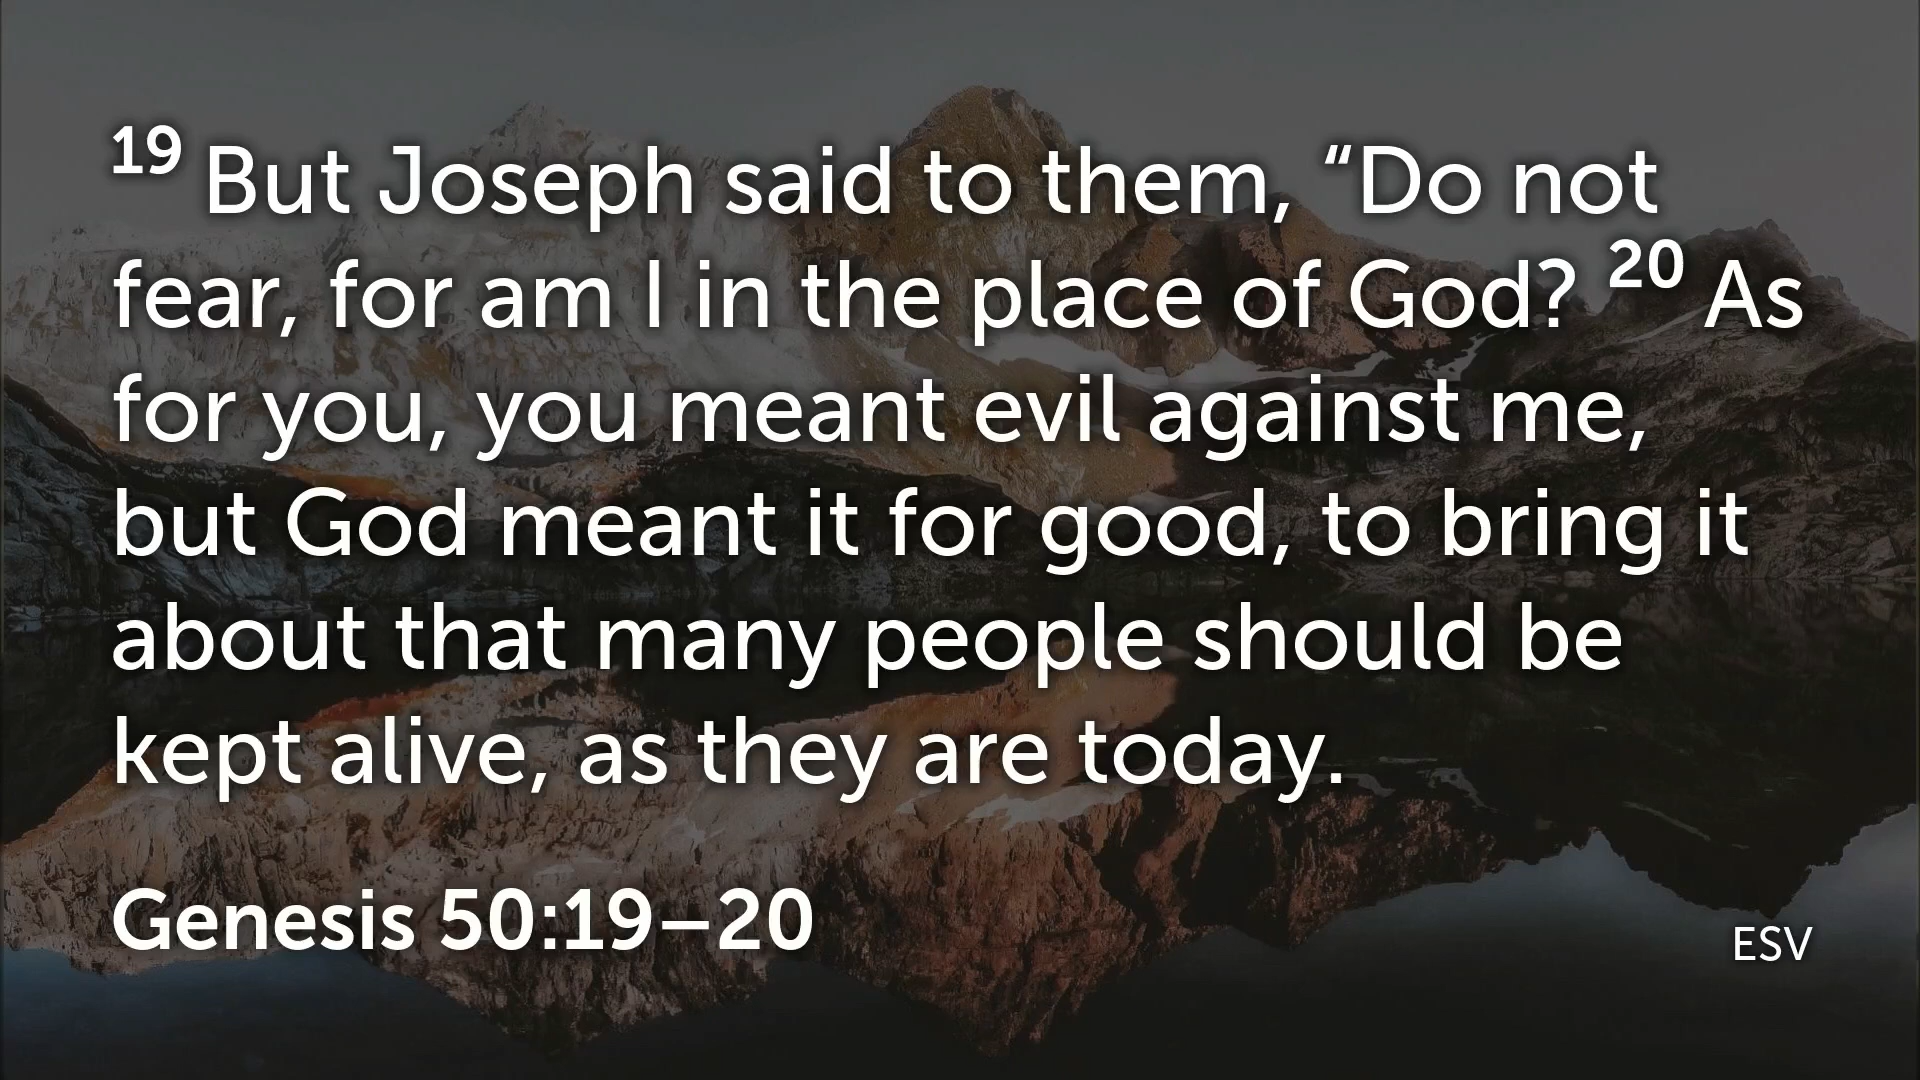 19 But Joseph said to them, “Do not
fear, for am I in the place of God? 20 As
for you, you meant evil against me,
but God meant it for good, to bring it
about that many people should be
kept alive, as they are today.
Genesis 50:19–20
ESV